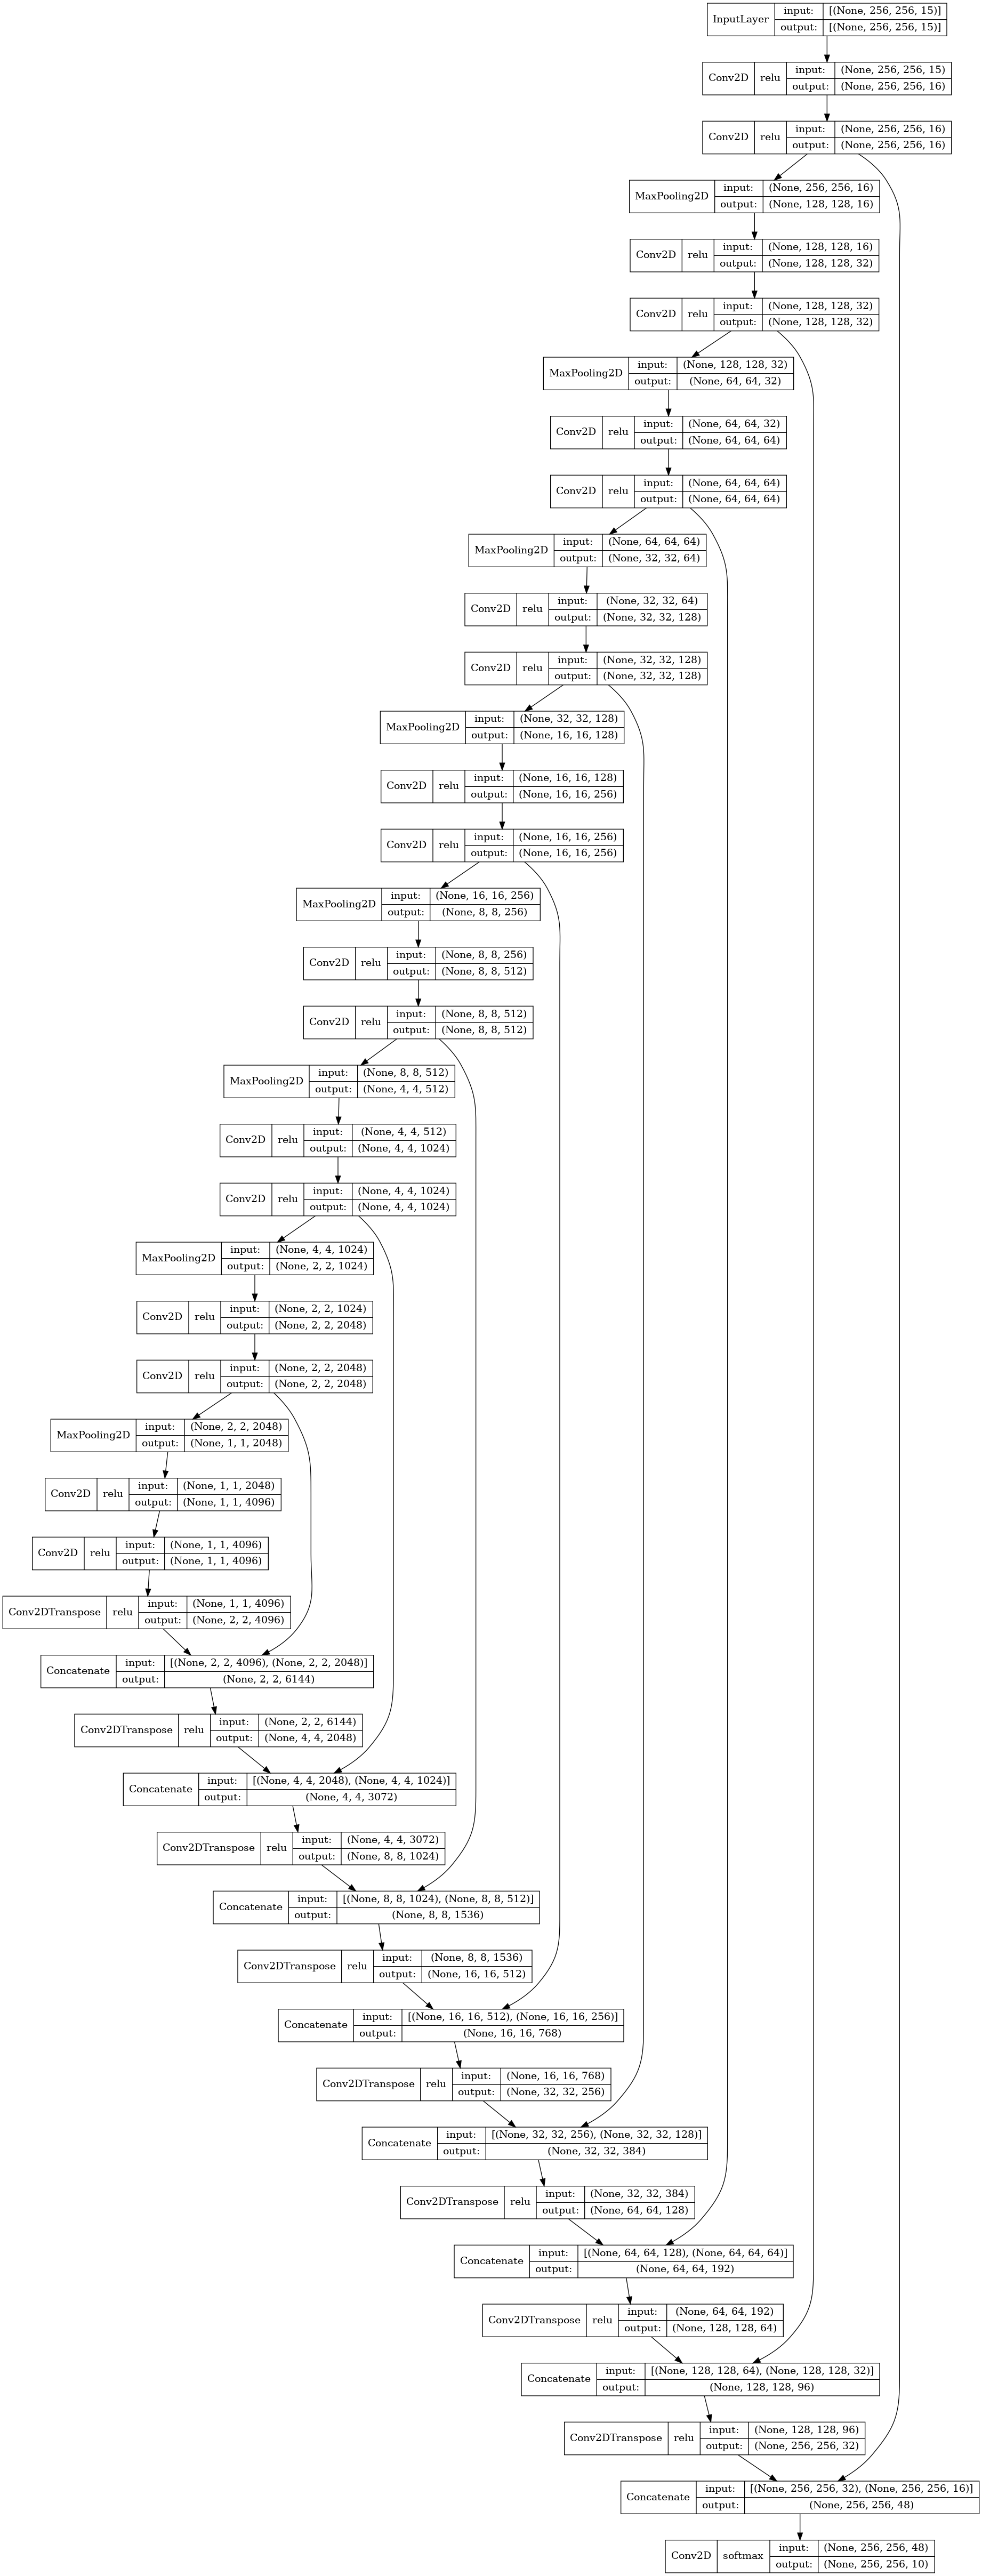 InputLayer input: [(None, 256, 256, 15)]
output: [(None, 256, 256, 15)]
Conv2D relu input: (None, 256, 256, 15)
output: (None, 256, 256, 16)
Conv2D relu input: (None, 256, 256, 16)
output: (None, 256, 256, 16)
MaxPooling2D input: (None, 256, 256, 16)
output: (None, 128, 128, 16)
Conv2D relu input: (None, 128, 128, 16)
output: (None, 128, 128, 32)
Conv2D relu input: (None, 128, 128, 32)
output: (None, 128, 128, 32)
MaxPooling2D input: (None, 128, 128, 32)
output: (None, 64, 64, 32)
Conv2D relu input: (None, 64, 64, 32)
output: (None, 64, 64, 64)
Conv2D relu input: (None, 64, 64, 64)
output: (None, 64, 64, 64)
MaxPooling2D input: (None, 64, 64, 64)
output: (None, 32, 32, 64)
Conv2D relu input: (None, 32, 32, 64)
output: (None, 32, 32, 128)
Conv2D relu input: (None, 32, 32, 128)
output: (None, 32, 32, 128)
MaxPooling2D input: (None, 32, 32, 128)
output: (None, 16, 16, 128)
Conv2D relu input: (None, 16, 16, 128)
output: (None, 16, 16, 256)
Conv2D relu input: (None, 16, 16, 256)
output: (None, 16, 16, 256)
MaxPooling2D input: (None, 16, 16, 256)
output: (None, 8, 8, 256)
Conv2D relu input: (None, 8, 8, 256)
output: (None, 8, 8, 512)
Conv2D relu input: (None, 8, 8, 512)
output: (None, 8, 8, 512)
MaxPooling2D input: (None, 8, 8, 512)
output: (None, 4, 4, 512)
Conv2D relu input: (None, 4, 4, 512)
output: (None, 4, 4, 1024)
Conv2D relu input: (None, 4, 4, 1024)
output: (None, 4, 4, 1024)
MaxPooling2D input: (None, 4, 4, 1024)
output: (None, 2, 2, 1024)
Conv2D relu input: (None, 2, 2, 1024)
output: (None, 2, 2, 2048)
Conv2D relu input: (None, 2, 2, 2048)
output: (None, 2, 2, 2048)
MaxPooling2D input: (None, 2, 2, 2048)
output: (None, 1, 1, 2048)
Conv2D relu input: (None, 1, 1, 2048)
output: (None, 1, 1, 4096)
Conv2D relu input: (None, 1, 1, 4096)
output: (None, 1, 1, 4096)
Conv2DTranspose relu input: (None, 1, 1, 4096)
output: (None, 2, 2, 4096)
Concatenate input: [(None, 2, 2, 4096), (None, 2, 2, 2048)]
output: (None, 2, 2, 6144)
Conv2DTranspose relu input: (None, 2, 2, 6144)
output: (None, 4, 4, 2048)
Concatenate input: [(None, 4, 4, 2048), (None, 4, 4, 1024)]
output: (None, 4, 4, 3072)
Conv2DTranspose relu input: (None, 4, 4, 3072)
output: (None, 8, 8, 1024)
Concatenate input: [(None, 8, 8, 1024), (None, 8, 8, 512)]
output: (None, 8, 8, 1536)
Conv2DTranspose relu input: (None, 8, 8, 1536)
output: (None, 16, 16, 512)
Concatenate input: [(None, 16, 16, 512), (None, 16, 16, 256)]
output: (None, 16, 16, 768)
Conv2DTranspose relu input: (None, 16, 16, 768)
output: (None, 32, 32, 256)
Concatenate input: [(None, 32, 32, 256), (None, 32, 32, 128)]
output: (None, 32, 32, 384)
Conv2DTranspose relu input: (None, 32, 32, 384)
output: (None, 64, 64, 128)
Concatenate input: [(None, 64, 64, 128), (None, 64, 64, 64)]
output: (None, 64, 64, 192)
Conv2DTranspose relu input: (None, 64, 64, 192)
output: (None, 128, 128, 64)
Concatenate input: [(None, 128, 128, 64), (None, 128, 128, 32)]
output: (None, 128, 128, 96)
Conv2DTranspose relu input: (None, 128, 128, 96)
output: (None, 256, 256, 32)
Concatenate input: [(None, 256, 256, 32), (None, 256, 256, 16)]
output: (None, 256, 256, 48)
Conv2D softmax input: (None, 256, 256, 48)
output: (None, 256, 256, 10)